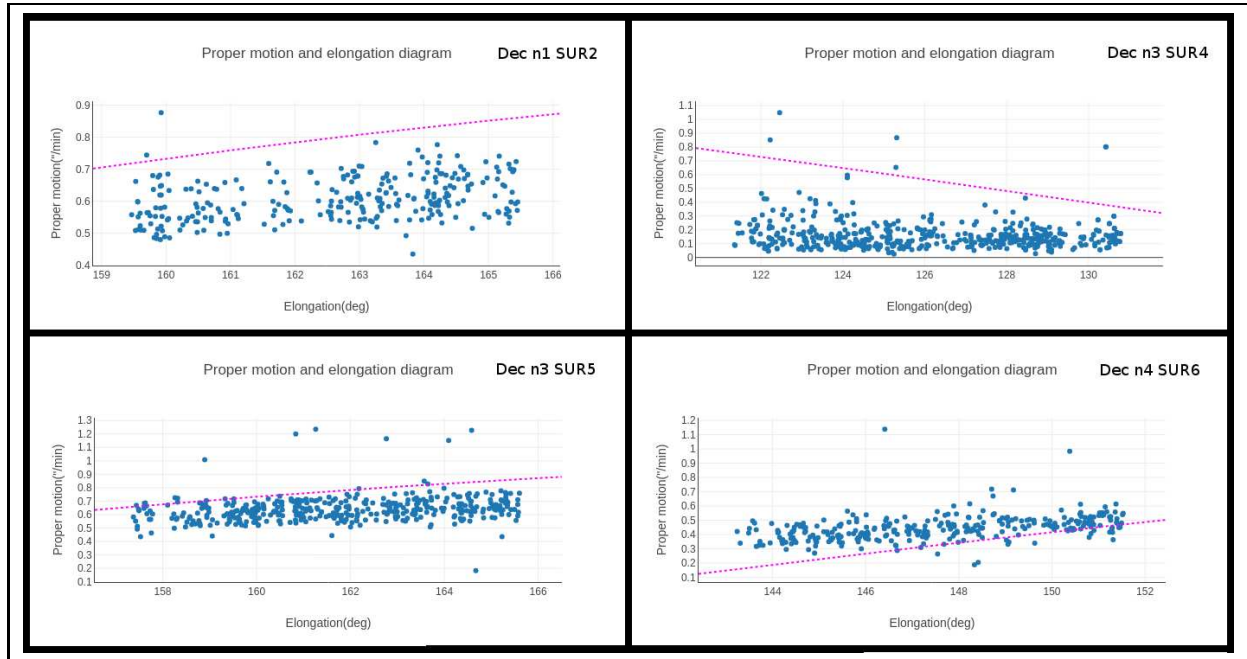 Proper motion and elongation diagram Dec n1 SUR2
0.9
0.8
0.7
0.6
0.5
0.4
Proper motion("/min)
159 160 161 162 163 164 165 166
Elongation(deg)
Proper motion and elongation diagram Dec n3 SUR4
1.1
1
0.9
0.8
0.7
0.6
0.5
0.4
0.3
0.2
0.1
0
Proper motion("/min)
122 124 126 128 130
Elongation(deg)
Proper motion and elongation diagram Dec n3 SUR5
1.3
1.2
1.1
1
0.9
0.8
0.7
0.6
0.5
0.4
0.3
0.2
0.1
Proper motion("/min)
158 160 162 164 166
Elongation(deg)
Proper motion and elongation diagram Dec n4 SUR6
1.2
1.1
1
0.9
0.8
0.7
0.6
0.5
0.4
0.3
0.2
0.1
Proper motion("/min)
144 146 148 150 152
Elongation(deg)